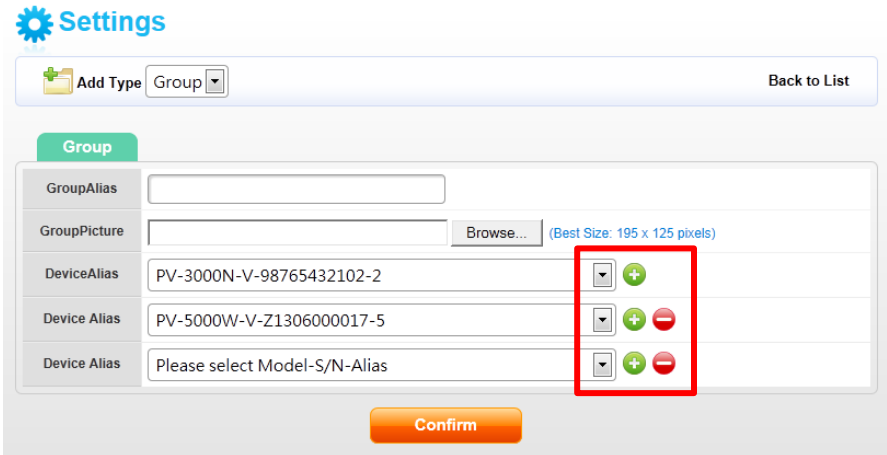 Settings
Add Type Group Back to List
Group
GroupAlias
GroupPicture Browse... (Best Size: 195 x 125 pixels)
DeviceAlias PV-3000N-V-98765432102-2
Device Alias PV-5000W-V-Z1306000017-5
Device Alias Please select Model-S/N-Alias
Confirm